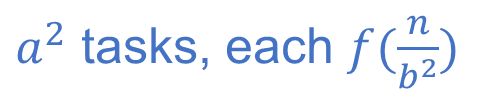 a² tasks, each f(n/b²)